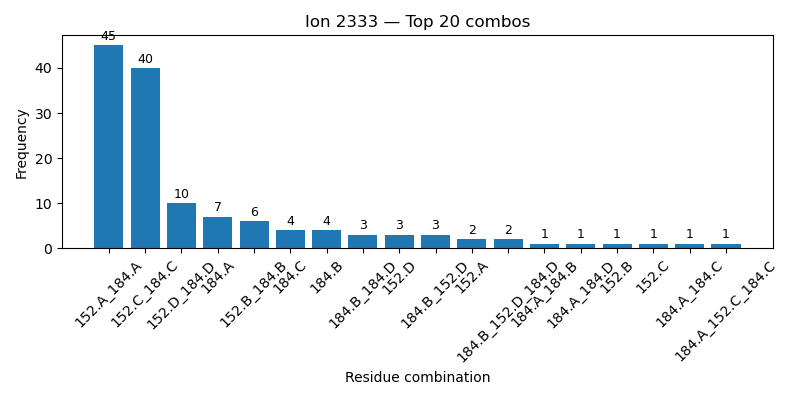 Ion 2333 — Top 20 combos
Frequency
40
30
20
10
0
45
40
10
7
6
4
4
3
3
3
2
2
1
1
1
1
1
1
152.A_184.A
152.C_184.C
152.D_184.D
184.A
152.B_184.B
184.C
184.B
184.B_184.D
152.D
184.B_152.D
152.A
184.B_152.D_184.D
184.A_184.B
184.A_184.D
152.B
152.C
184.A_184.C
184.A_152.C_184.C
Residue combination